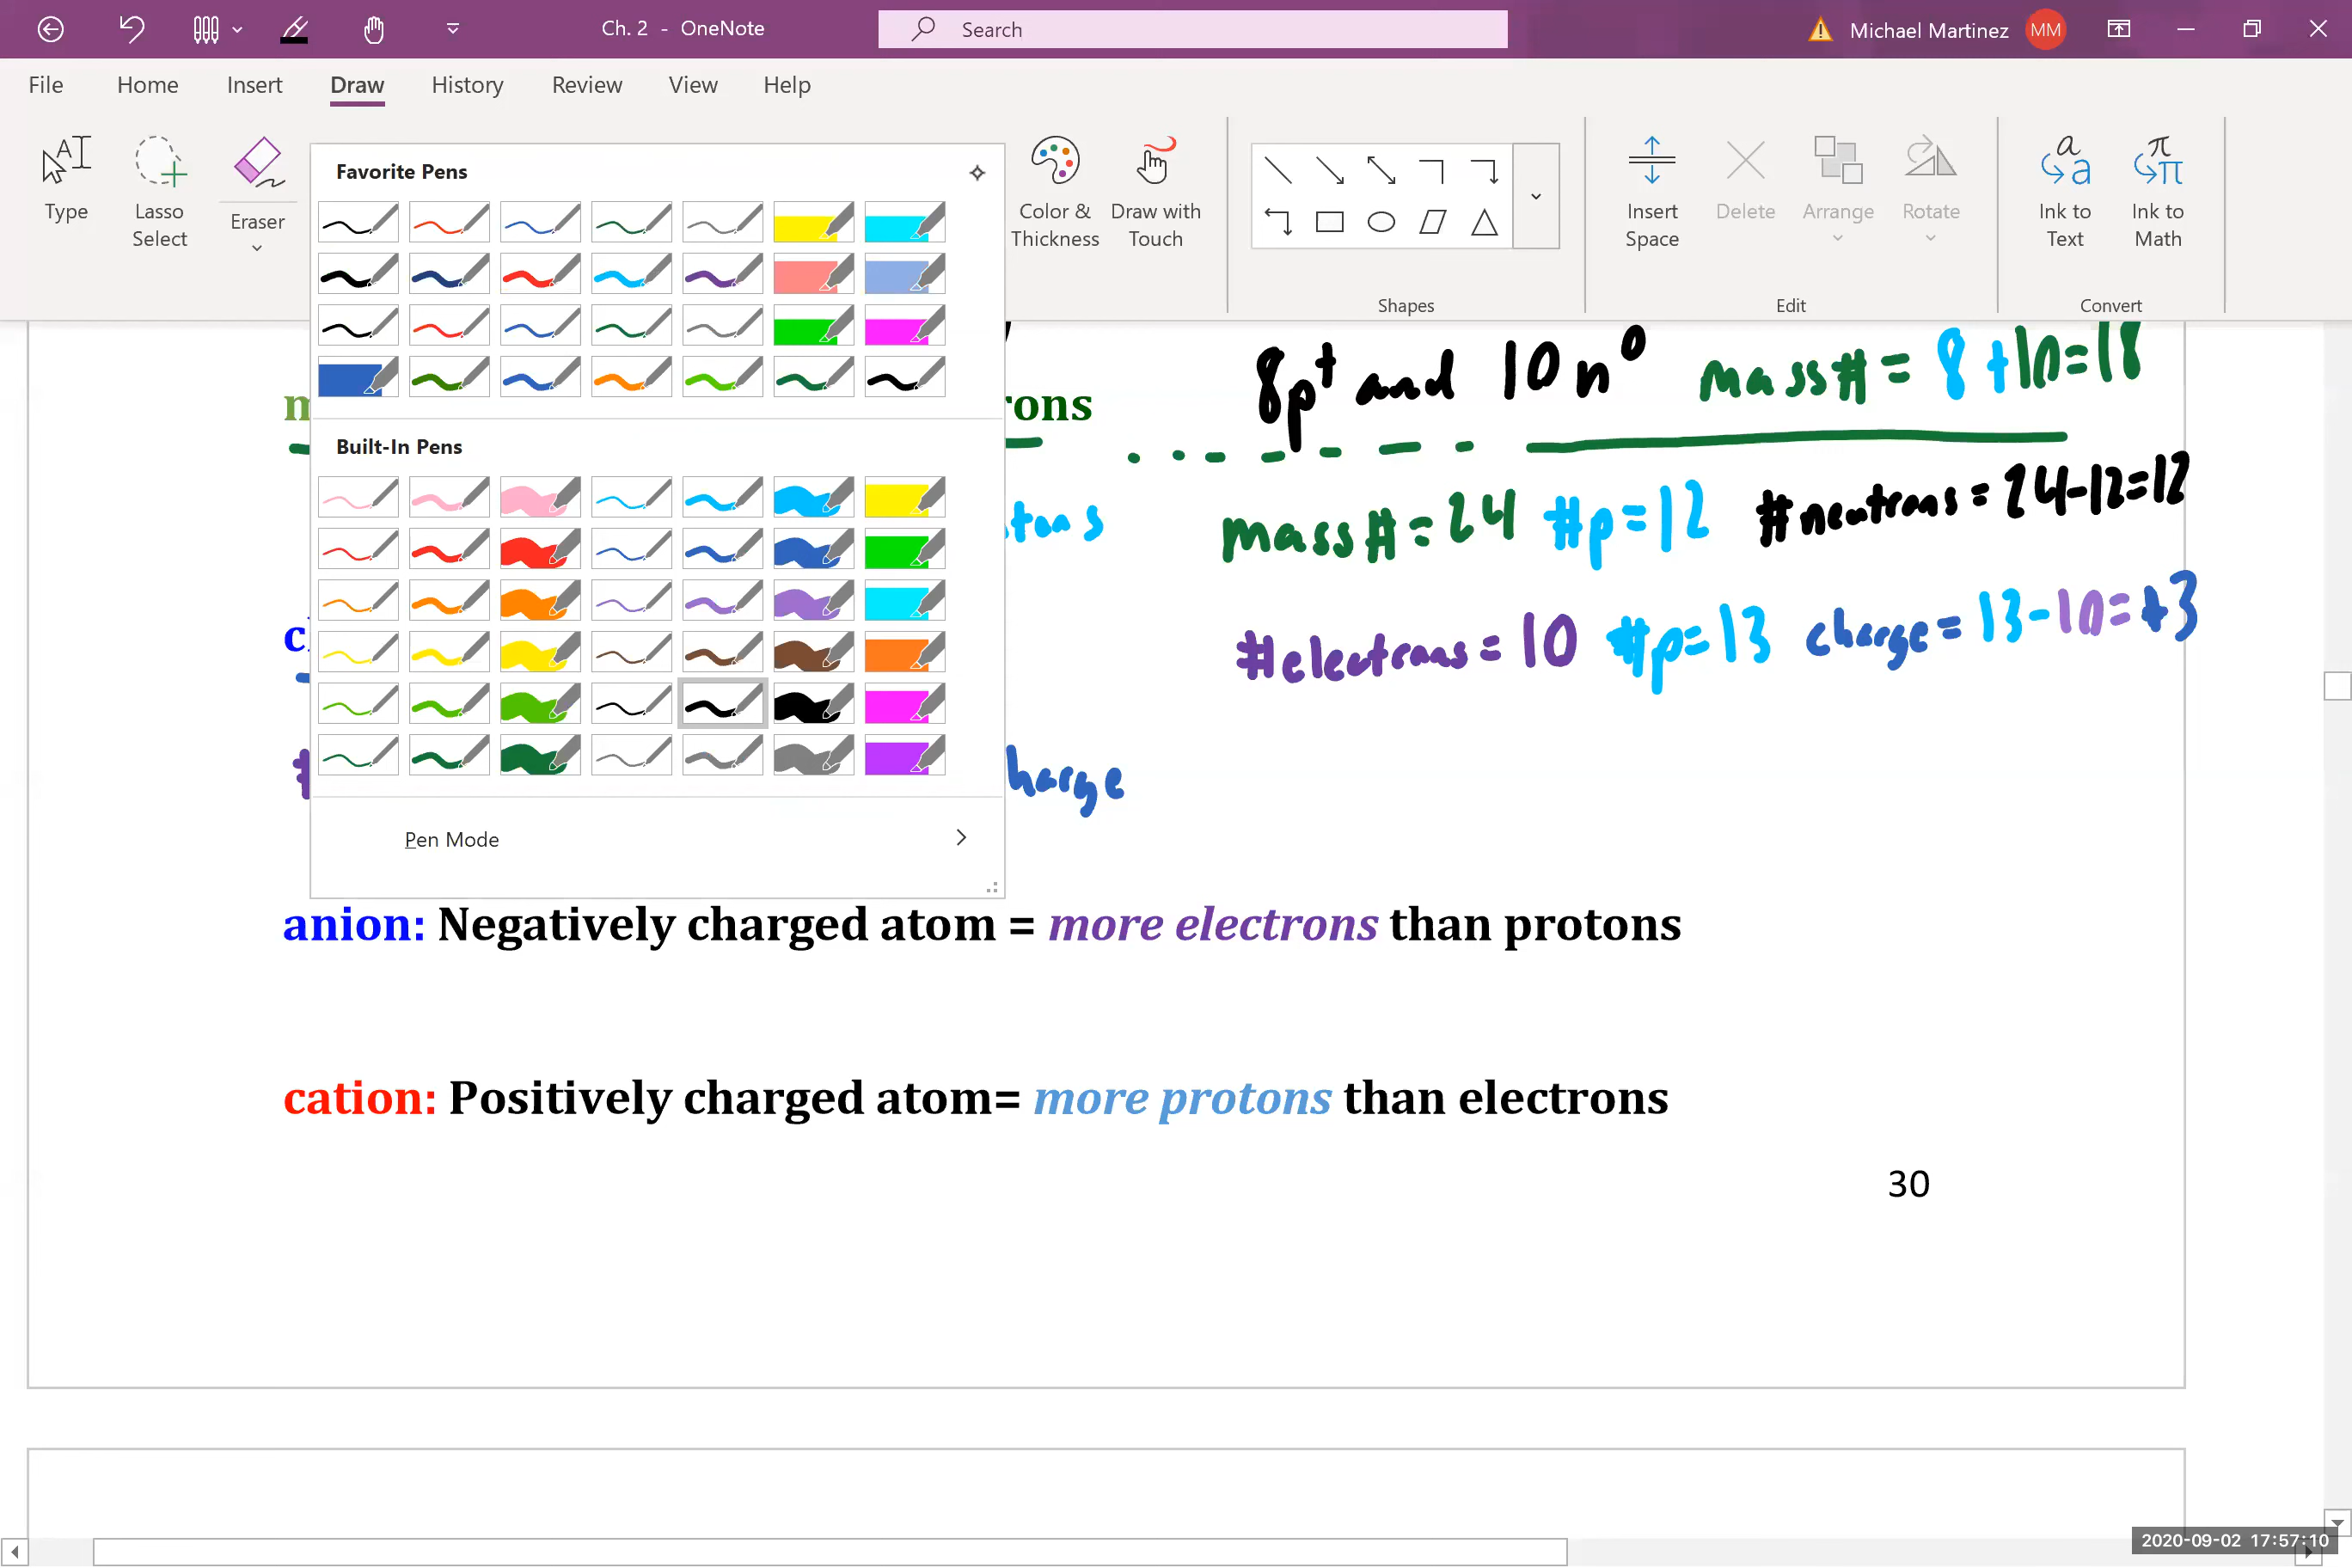 Ch. 2 - OneNote
Search
Michael Martinez
MM
File Home Insert Draw History Review View Help
Type
Lasso Select
Eraser
Favorite Pens
Built-In Pens
Pen Mode
Color & Thickness
Draw with Touch
Shapes
Insert Space
Delete
Arrange
Rotate
Edit
Ink to Text
Ink to Math
Convert
8p+ and 10 n0 mass# = 8+10=18
rons
tons mass# = 24 #p=12 #neutrons = 24-12=12
#electrons = 10 #p=13 charge = 13-10=+3
harge
anion: Negatively charged atom = more electrons than protons
cation: Positively charged atom= more protons than electrons
30
2020-09-02 17:57:10